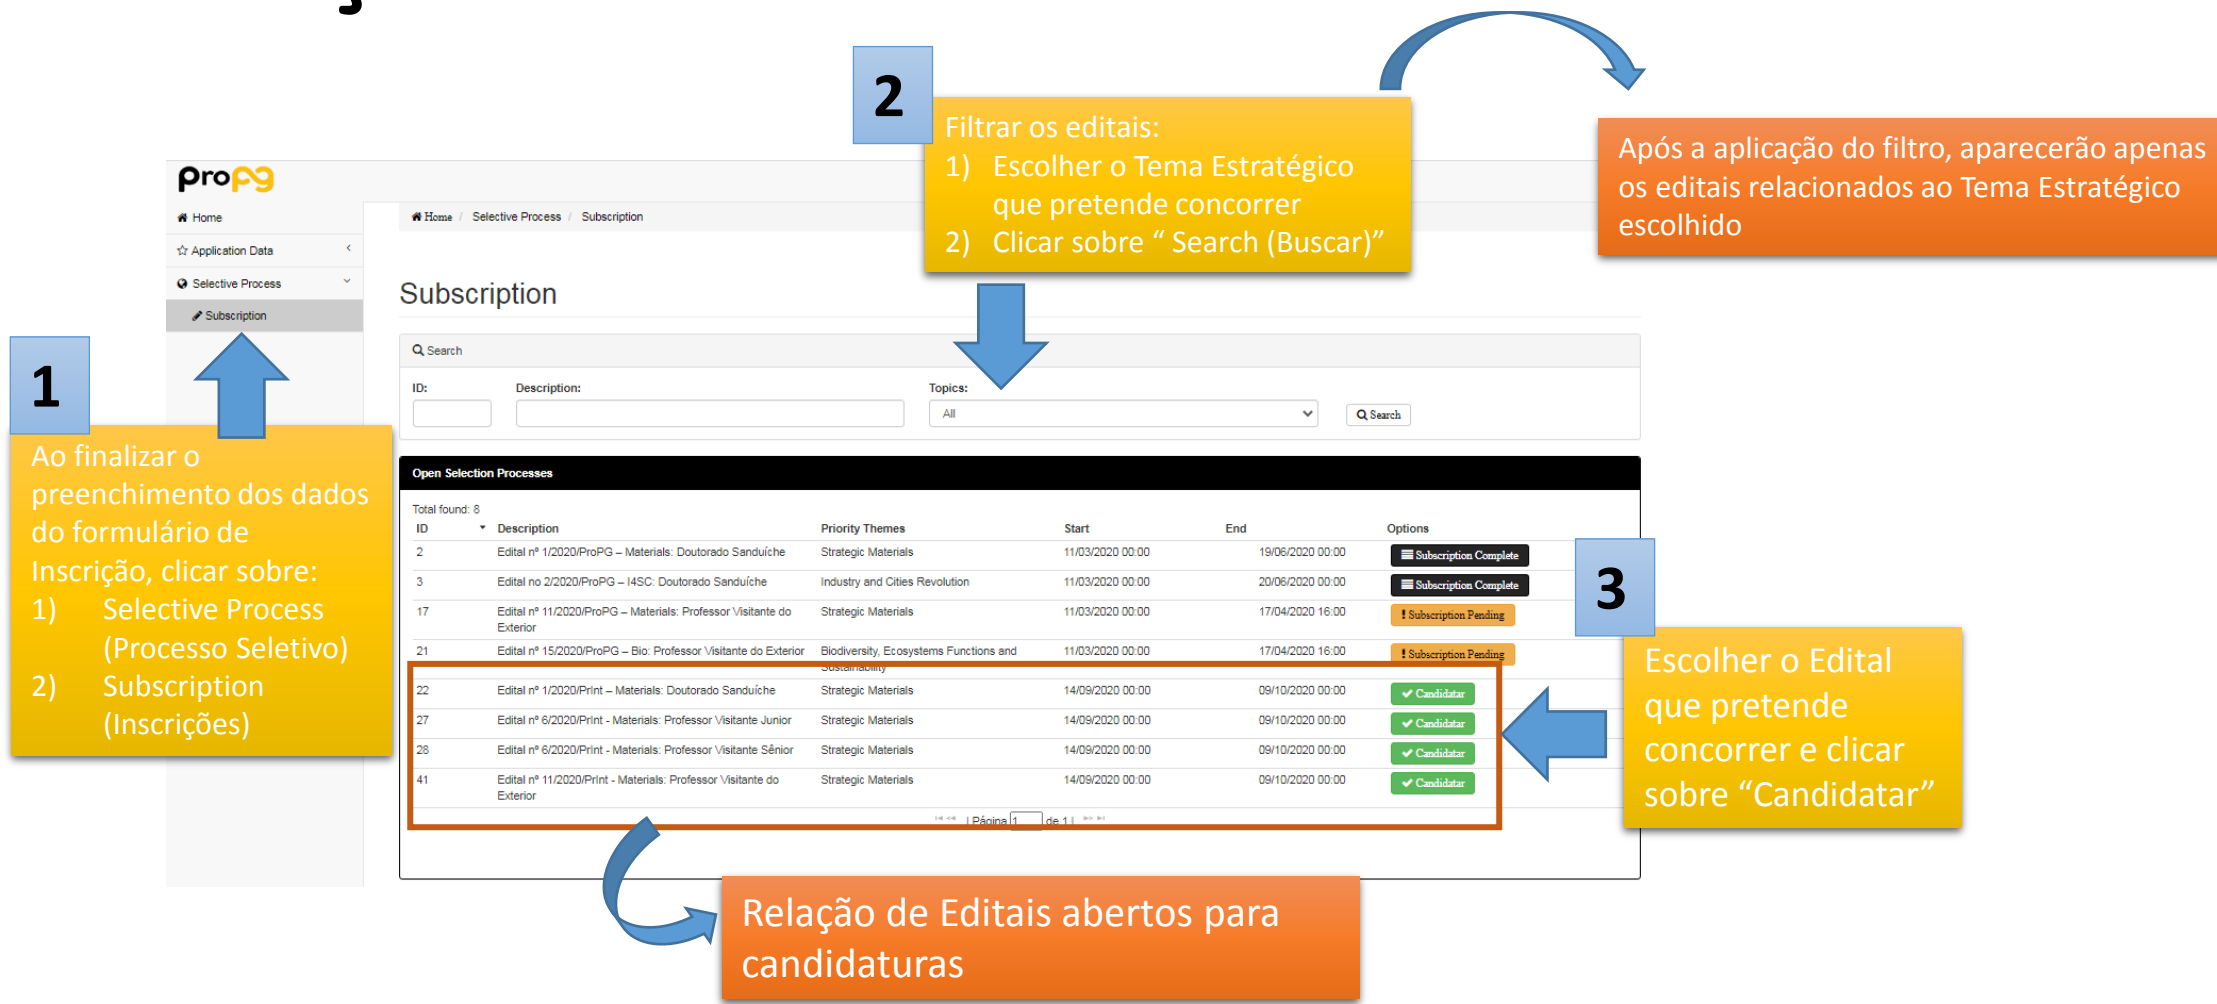 2
Filtrar os editais:
1) Escolher o Tema Estratégico
que pretende concorrer
2) Clicar sobre “ Search (Buscar)”
Após a aplicação do filtro, aparecerão apenas
os editais relacionados ao Tema Estratégico
escolhido
propg
Home
Application Data
Selective Process
Subscription
Home / Selective Process / Subscription
Subscription
Search
ID: Description: Topics:
All Search
1
Ao finalizar o
preenchimento dos dados
do formulário de
Inscrição, clicar sobre:
1) Selective Process
(Processo Seletivo)
2) Subscription
(Inscrições)
Open Selection Processes
Total found: 8
ID Description Priority Themes Start End Options
2 Edital nº 1/2020/ProPG – Materials: Doutorado Sanduíche Strategic Materials 11/03/2020 00:00 19/06/2020 00:00 Subscription Complete
3 Edital no 2/2020/ProPG – I4SC: Doutorado Sanduíche Industry and Cities Revolution 11/03/2020 00:00 20/06/2020 00:00 Subscription Complete
17 Edital nº 11/2020/ProPG – Materials: Professor Visitante do Strategic Materials 11/03/2020 00:00 17/04/2020 16:00 ! Subscription Pending
Exterior
21 Edital nº 15/2020/ProPG – Bio: Professor Visitante do Exterior Biodiversity, Ecosystems Functions and 11/03/2020 00:00 17/04/2020 16:00 ! Subscription Pending
Sustainability
22 Edital nº 1/2020/PrInt – Materials: Doutorado Sanduíche Strategic Materials 14/09/2020 00:00 09/10/2020 00:00 Candidatar
27 Edital nº 6/2020/PrInt - Materials: Professor Visitante Junior Strategic Materials 14/09/2020 00:00 09/10/2020 00:00 Candidatar
28 Edital nº 6/2020/PrInt - Materials: Professor Visitante Sênior Strategic Materials 14/09/2020 00:00 09/10/2020 00:00 Candidatar
41 Edital nº 11/2020/PrInt - Materials: Professor Visitante do Strategic Materials 14/09/2020 00:00 09/10/2020 00:00 Candidatar
Exterior
| Página 1 de 1 |
3
Escolher o Edital
que pretende
concorrer e clicar
sobre “Candidatar”
Relação de Editais abertos para
candidaturas